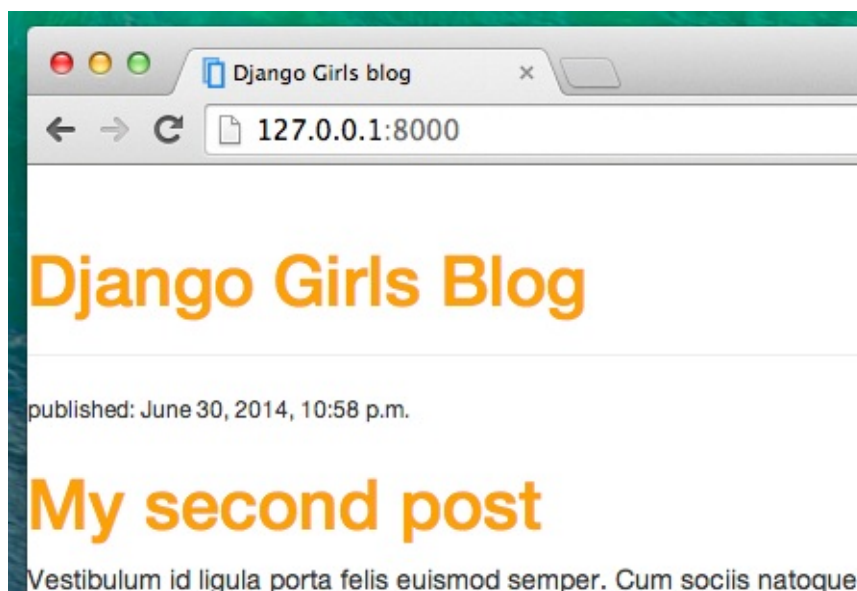 Django Girls blog
127.0.0.1:8000
Django Girls Blog
published: June 30, 2014, 10:58 p.m.
My second post
Vestibulum id ligula porta felis euismod semper. Cum sociis natoque